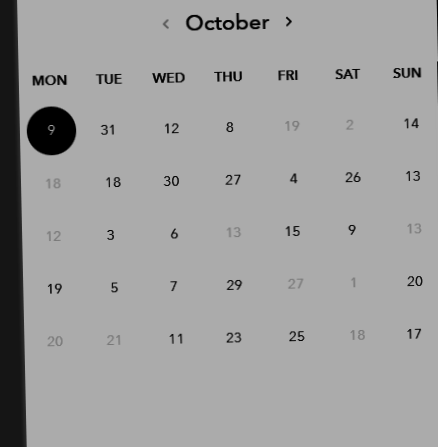 ‹ October ›
MON TUE WED THU FRI SAT SUN
9 31 12 8 19 2 14
18 18 30 27 4 26 13
12 3 6 13 15 9 13
19 5 7 29 27 1 20
20 21 11 23 25 18 17